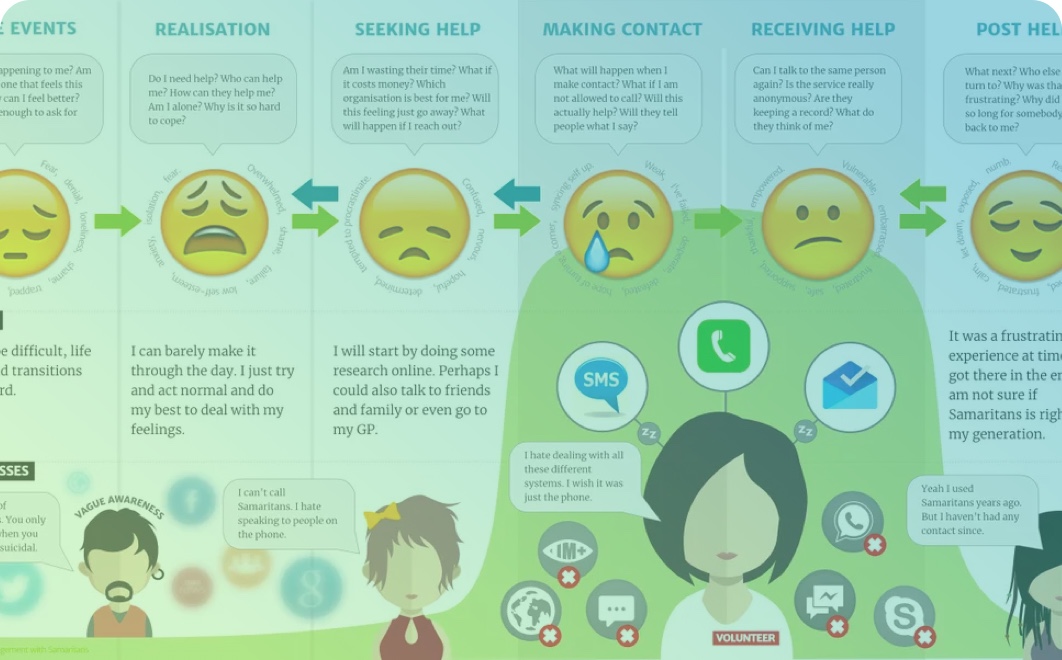 E EVENTS
REALISATION
SEEKING HELP
MAKING CONTACT
RECEIVING HELP
POST HEL
appening to me? Am
one that feels this
can I feel better?
enough to ask for
Do I need help? Who can help
me? How can they help me?
Am I alone? Why is it so hard
to cope?
Am I wasting their time? What if
it costs money? Which
organisation is best for me? Will
this feeling just go away? What
will happen if I reach out?
What will happen when I
make contact? What if I am
not allowed to call? Will this
actually help? Will they tell
people what I say?
Can I talk to the same person
again? Is the service really
anonymous? Are they
keeping a record? What do
they think of me?
What next? Who else
turn to? Why was tha
frustrating? Why did
so long for somebody
back to me?
Fear, denial, loneliness, shame, trapped,
Overwhelmed, shame, failure, low self-esteem, anxiety, isolation, fear.
Confused, nervous, hopeful, determined, tempting to procrastinate.
Weak, I've failed, desperate, defeated,
Vulnerable, embarrassed, frustrated, safe, supported, thankful, empowered.
frustrated, calm, let down, exposed, numb.
e difficult, life
d transitions
rd.
I can barely make it
through the day. I just try
and act normal and do
my best to deal with my
feelings.
I will start by doing some
research online. Perhaps I
could also talk to friends
and family or even go to
my GP.
It was a frustratin
experience at time
got there in the en
am not sure if
Samaritans is righ
my generation.
SSES
of
. You only
hen you
suicidal.
VAGUE AWARENESS
I can't call
Samaritans. I hate
speaking to people on
the phone.
SMS
zz
zz
I hate dealing with all
these different
systems. I wish it was
just the phone.
IM+
Yeah I used
Samaritans years ago.
But I haven't had any
contact since.
VOLUNTEER
gement with Samaritans.